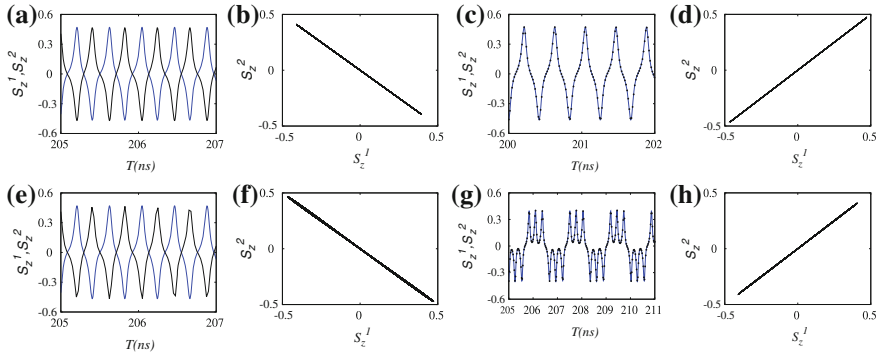 (a)
S_z^1, S_z^2
0.6
0.3
0
-0.3
-0.6
205
206
207
T(ns)
(b)
S_z^2
0.5
0
-0.5
-0.5
0
0.5
S_z^1
(c)
S_z^1, S_z^2
0.6
0.3
0
-0.3
-0.6
200
201
202
T(ns)
(d)
S_z^2
0.5
0
-0.5
-0.5
0
0.5
S_z^1
(e)
S_z^1, S_z^2
0.6
0.3
0
-0.3
-0.6
205
206
207
T(ns)
(f)
S_z^2
0.5
0
-0.5
-0.5
0
0.5
S_z^1
(g)
S_z^1, S_z^2
0.6
0.3
0
-0.3
-0.6
205 206 207 208 209 210 211
T(ns)
(h)
S_z^2
0.5
0
-0.5
-0.5
0
0.5
S_z^1